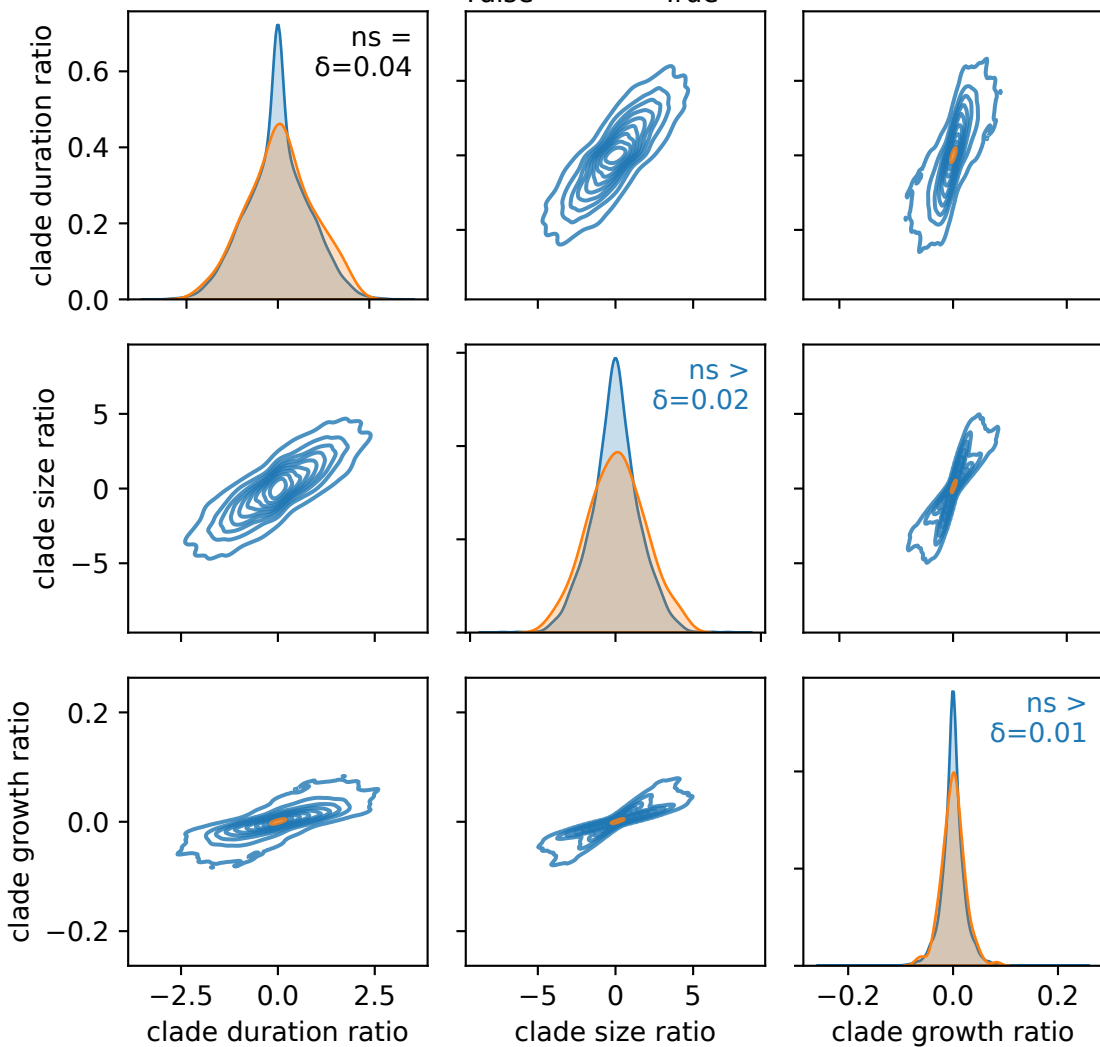 clade duration ratio
0.6
0.4
0.2
0.0
ns =
δ=0.04
clade size ratio
5
0
−5
ns >
δ=0.02
clade growth ratio
0.2
0.0
−0.2
ns >
δ=0.01
−2.5 0.0 2.5
−5 0 5
−0.2 0.0 0.2
clade duration ratio
clade size ratio
clade growth ratio